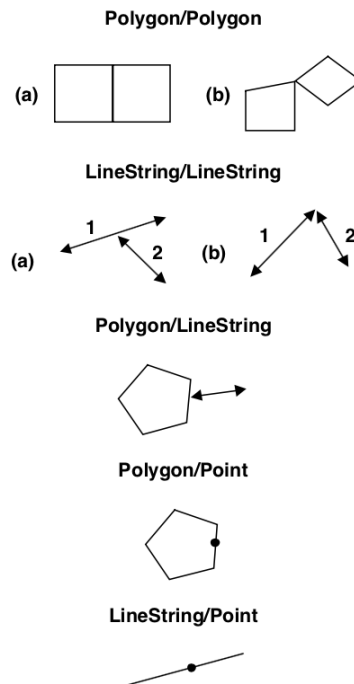 Polygon/Polygon
(a) (b)
LineString/LineString
1 2 1 2
(a) (b)
Polygon/LineString
Polygon/Point
LineString/Point